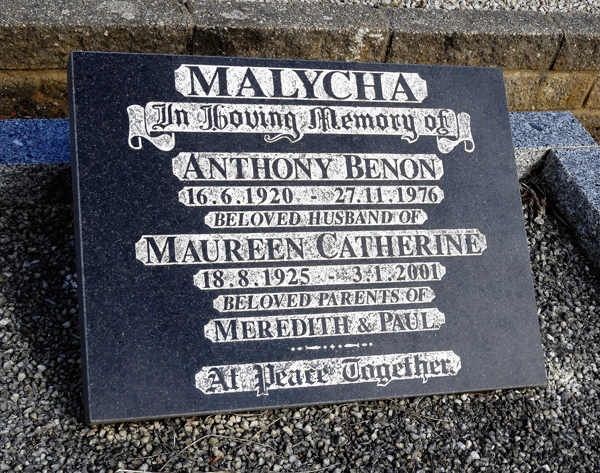 MALYCHA
In Loving Memory of
ANTHONY BENON
16.6.1920 - 27.11.1976
BELOVED HUSBAND OF
MAUREEN CATHERINE
18.8.1925 - 3.1.2001
BELOVED PARENTS OF
MEREDITH & PAUL
At Peace Together.